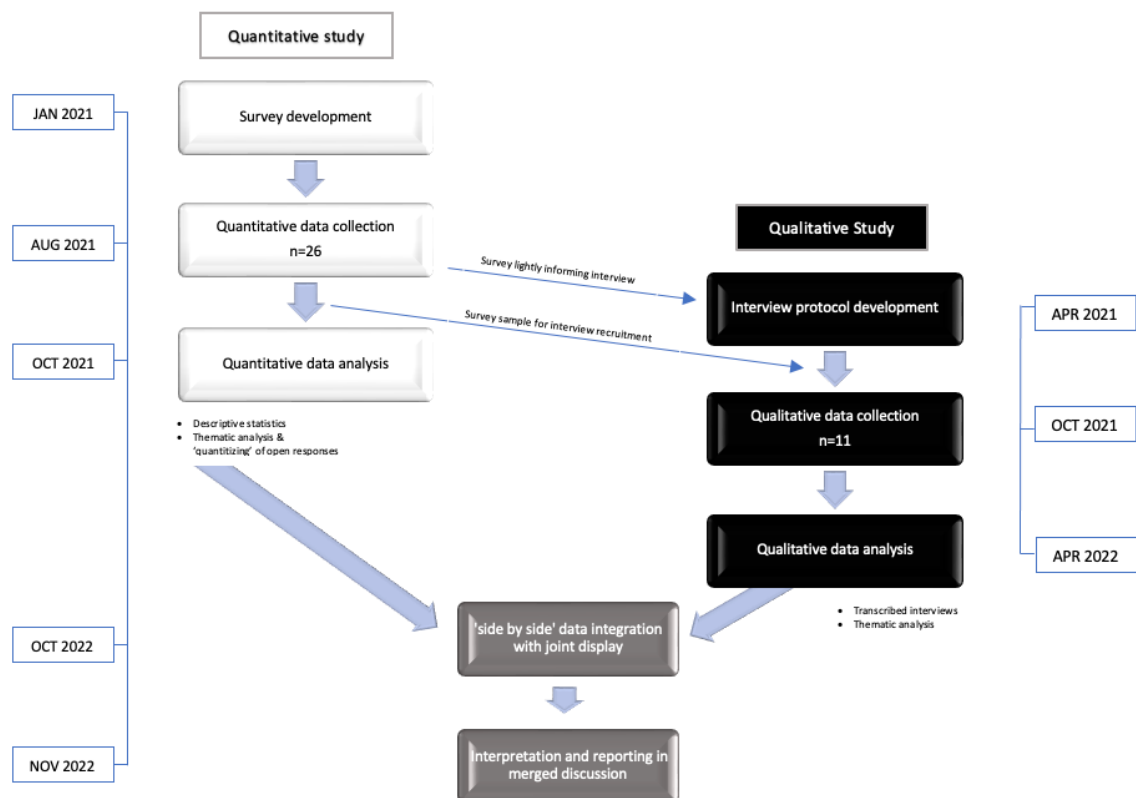 Quantitative study
JAN 2021
Survey development
AUG 2021
Quantitative data collection
n=26
Survey lightly informing interview
Survey sample for interview recruitment
OCT 2021
Quantitative data analysis
• Descriptive statistics
• Thematic analysis &
'quantitizing' of open responses
Qualitative Study
Interview protocol development
APR 2021
Qualitative data collection
n=11
OCT 2021
Qualitative data analysis
APR 2022
• Transcribed interviews
• Thematic analysis
OCT 2022
'side by side' data integration
with joint display
NOV 2022
Interpretation and reporting in
merged discussion